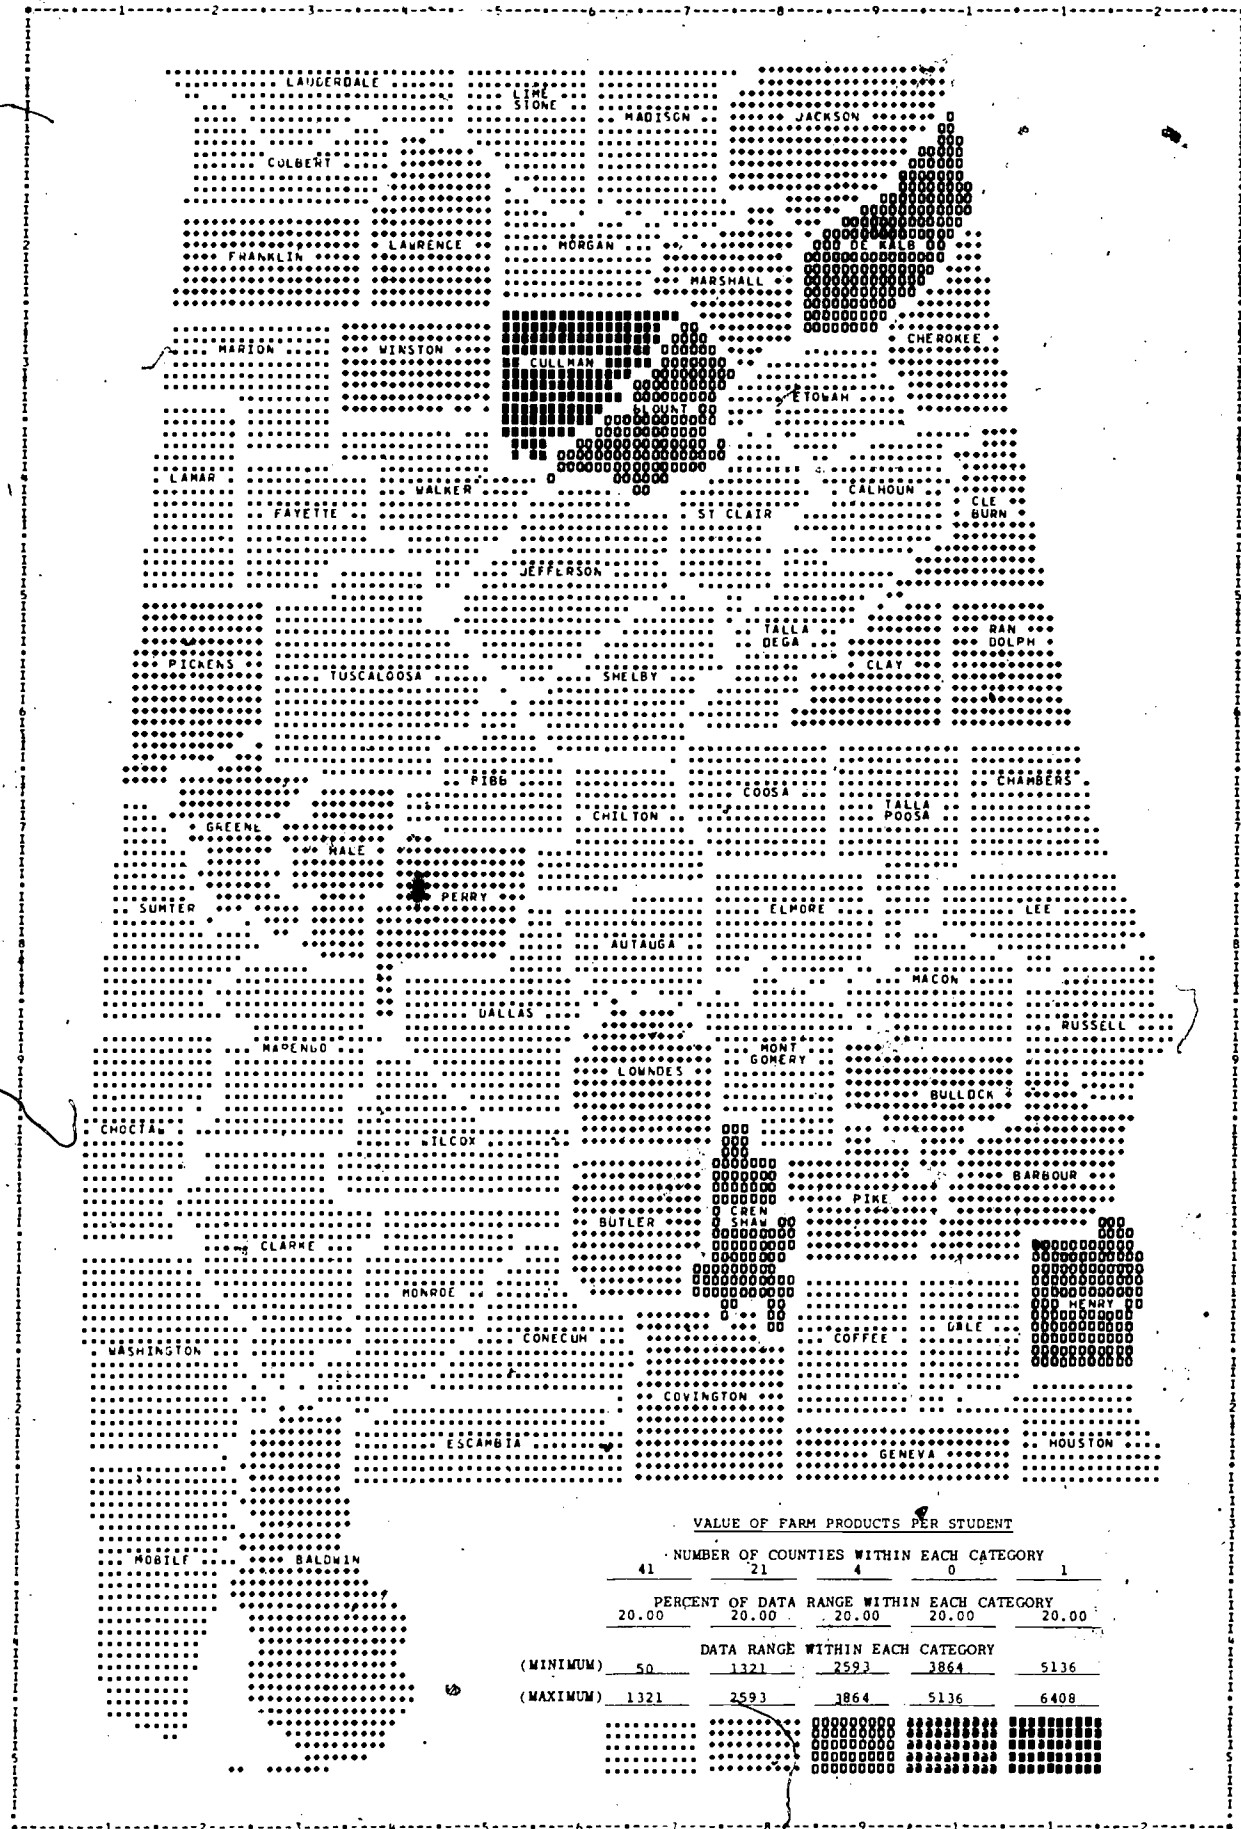 LAUDERDALE
LIME
STONE
MADISON
JACKSON
COLBERT
FRANKLIN
LAWRENCE
MORGAN
DE KALB
MARSHALL
MARION
WINSTON
CULLMAN
CHEROKEE
ETOWAH
BLOUNT
LAMAR
FAYETTE
WALKER
ST CLAIR
CALHOUN
CLE
BURN
JEFFERSON
PICKENS
TUSCALOOSA
SHELBY
TALLA
DEGA
CLAY
RAN
DOLPH
BIBB
CHILTON
COOSA
TALLA
POOSA
CHAMBERS
GREENE
HALE
PERRY
SUMTER
AUTAUGA
ELMORE
LEE
MACON
DALLAS
MARENGO
LOWNDES
MONT
GOMERY
RUSSELL
BULLOCK
CHOCTAW
ILCOX
BUTLER
CREN
SHAW
PIKE
BARBOUR
CLARKE
MONROE
CONECUH
WASHINGTON
COFFEE
DALE
HENRY
COVINGTON
ESCAMBIA
GENEVA
HOUSTON
MOBILE
BALDWIN
VALUE OF FARM PRODUCTS PER STUDENT
NUMBER OF COUNTIES WITHIN EACH CATEGORY
41 21 4 0 1
PERCENT OF DATA RANGE WITHIN EACH CATEGORY
20.00 20.00 20.00 20.00 20.00
DATA RANGE WITHIN EACH CATEGORY
(MINIMUM) 50 1321 2593 3864 5136
(MAXIMUM) 1321 2593 3864 5136 6408